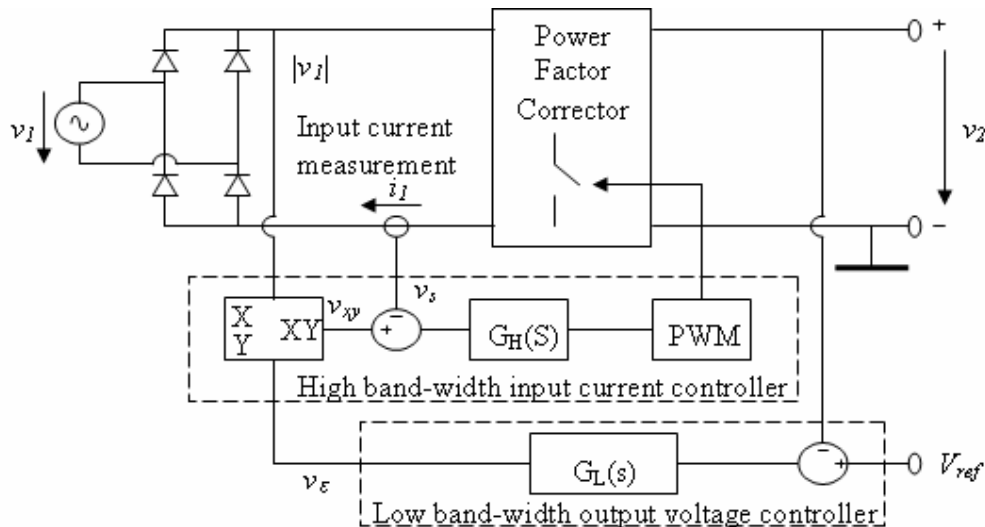 Power
Factor
Corrector
+
|v1|
Input current
measurement
v1
v2
i1
−
vs
vxy
X
Y
XY
+
−
GH(S)
PWM
High band-width input current controller
GL(s)
−
+
Vref
vε
Low band-width output voltage controller